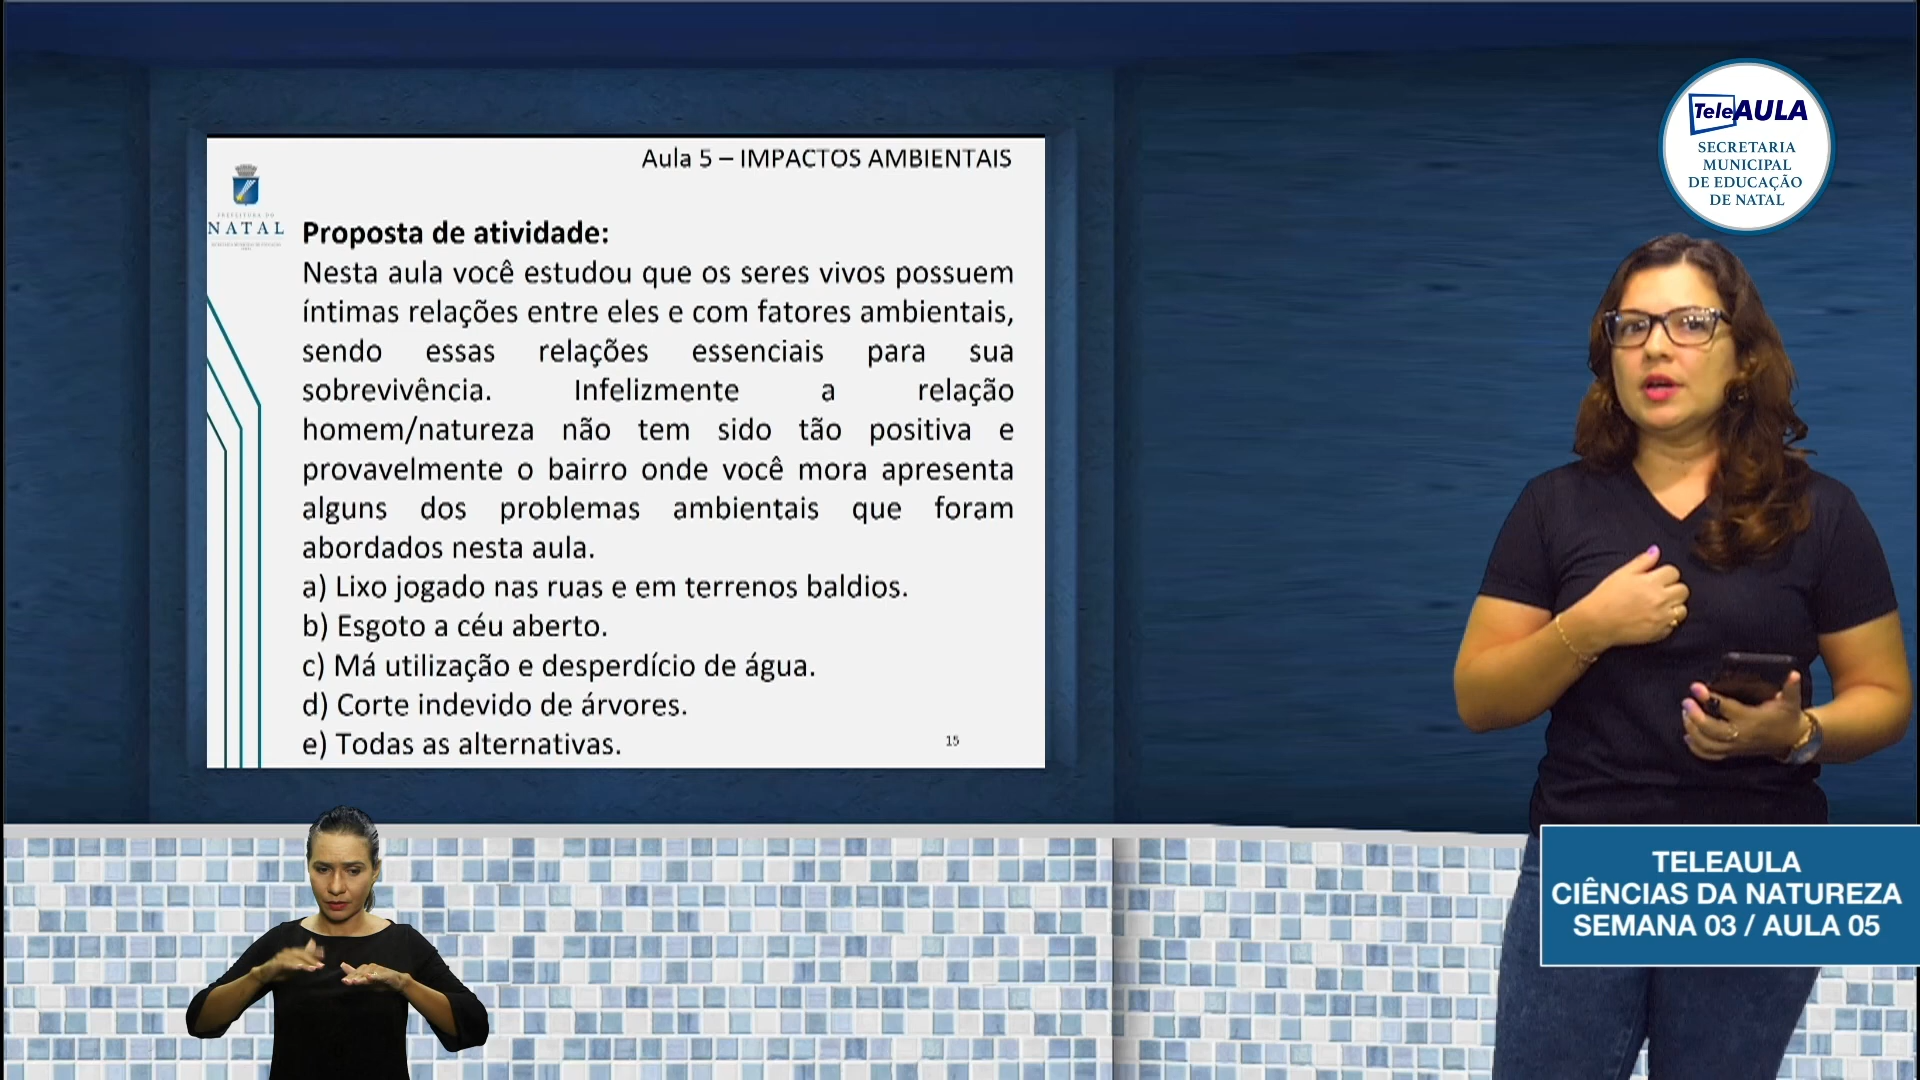 Aula 5 – IMPACTOS AMBIENTAIS
PREFEITURA DO
NATAL
Proposta de atividade:
Nesta aula você estudou que os seres vivos possuem
íntimas relações entre eles e com fatores ambientais,
sendo essas relações essenciais para sua
sobrevivência. Infelizmente a relação
homem/natureza não tem sido tão positiva e
provavelmente o bairro onde você mora apresenta
alguns dos problemas ambientais que foram
abordados nesta aula.
a) Lixo jogado nas ruas e em terrenos baldios.
b) Esgoto a céu aberto.
c) Má utilização e desperdício de água.
d) Corte indevido de árvores.
e) Todas as alternativas.
15
TeleAULA
SECRETARIA
MUNICIPAL
DE EDUCAÇÃO
DE NATAL
TELEAULA
CIÊNCIAS DA NATUREZA
SEMANA 03 / AULA 05